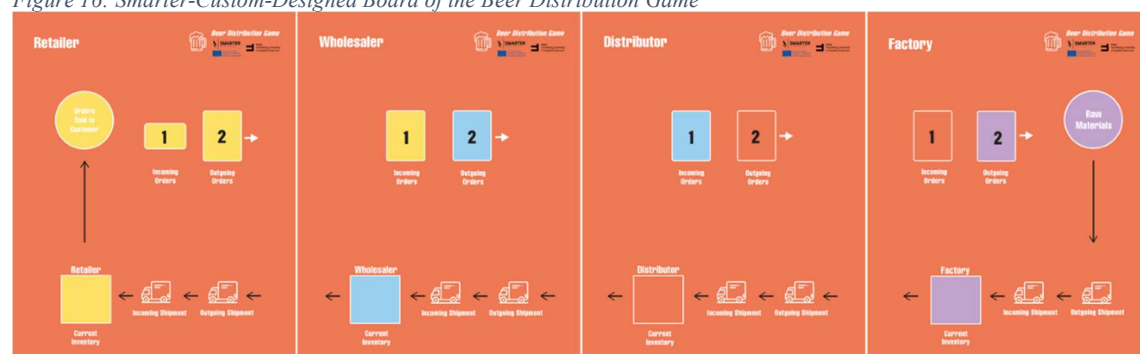 Figure 16: Smarter-Custom-Designed Board of the Beer Distribution Game
Retailer
Beer Distribution Game
SMARTER
Orders
Sold to
Customer
1
2
Incoming
Orders
Outgoing
Orders
Retailer
Incoming Shipment
Outgoing Shipment
Current
Inventory
Wholesaler
Beer Distribution Game
SMARTER
1
2
Incoming
Orders
Outgoing
Orders
Wholesaler
Incoming Shipment
Outgoing Shipment
Current
Inventory
Distributor
Beer Distribution Game
SMARTER
1
2
Incoming
Orders
Outgoing
Orders
Distributor
Incoming Shipment
Outgoing Shipment
Current
Inventory
Factory
Beer Distribution Game
SMARTER
1
2
Raw
Materials
Incoming
Orders
Outgoing
Orders
Factory
Incoming Shipment
Outgoing Shipment
Current
Inventory